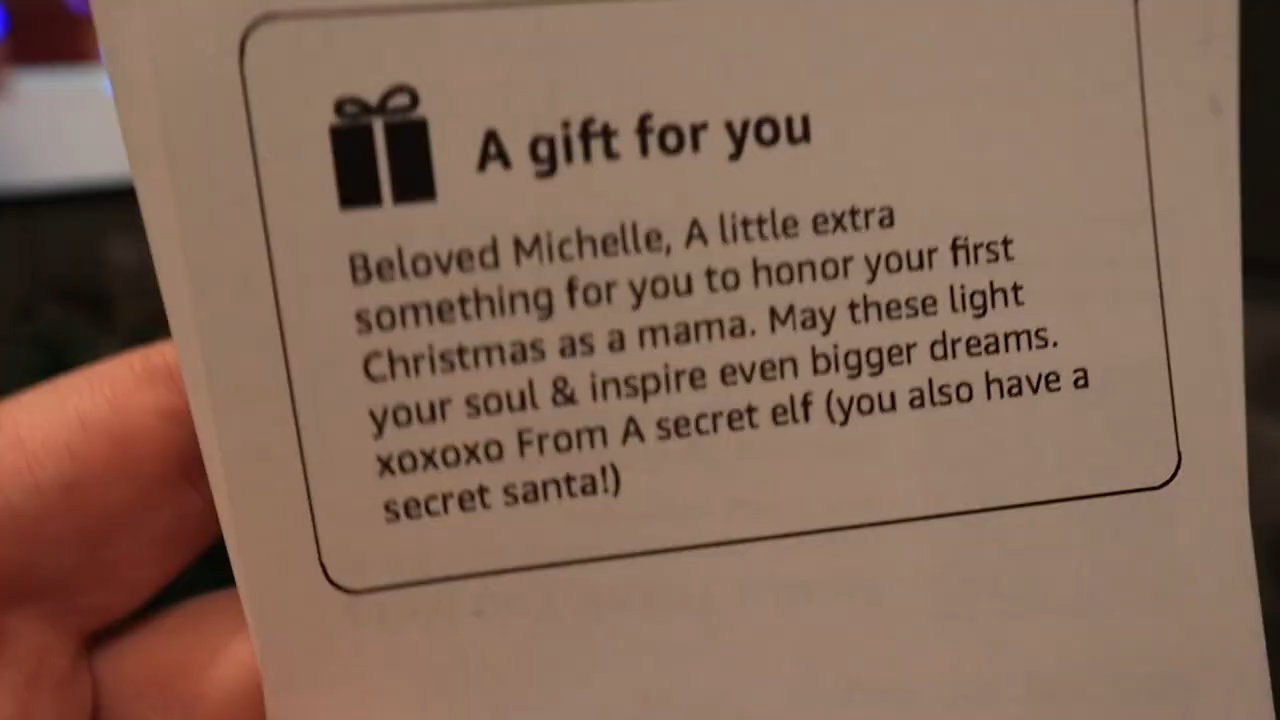 A gift for you
Beloved Michelle, A little extra
something for you to honor your first
Christmas as a mama. May these light
your soul & inspire even bigger dreams.
xoxoxo From A secret elf (you also have a
secret santa!)